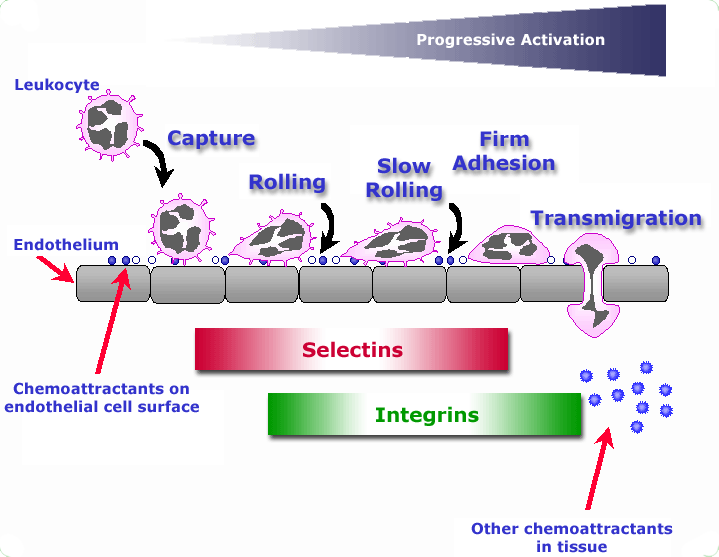 Progressive Activation
Leukocyte
Capture
Rolling
Slow
Rolling
Firm
Adhesion
Transmigration
Endothelium
Selectins
Chemoattractants on
endothelial cell surface
Integrins
Other chemoattractants
in tissue